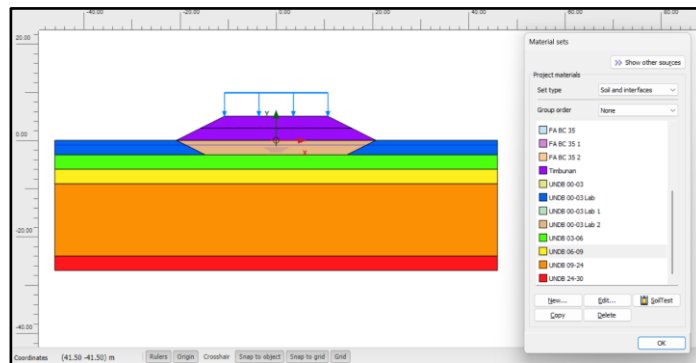 -40.00 -20.00 0.00 20.00 40.00 60.00 80.00
20.00
0.00
-20.00
-40.00
Y
x
Material sets
>> Show other sources
Project materials
Set type Soil and interfaces
Group order None
FA BC 35
FA BC 35 1
FA BC 35 2
Timbunan
UNDB 00-03
UNDB 00-03 Lab
UNDB 00-03 Lab 1
UNDB 00-03 Lab 2
UNDB 03-06
UNDB 06-09
UNDB 09-24
UNDB 24-30
New... Edit... SoilTest
Copy Delete
OK
Coordinates (41.50 -41.50) m Rulers Origin Crosshair Snap to object Snap to grid Grid